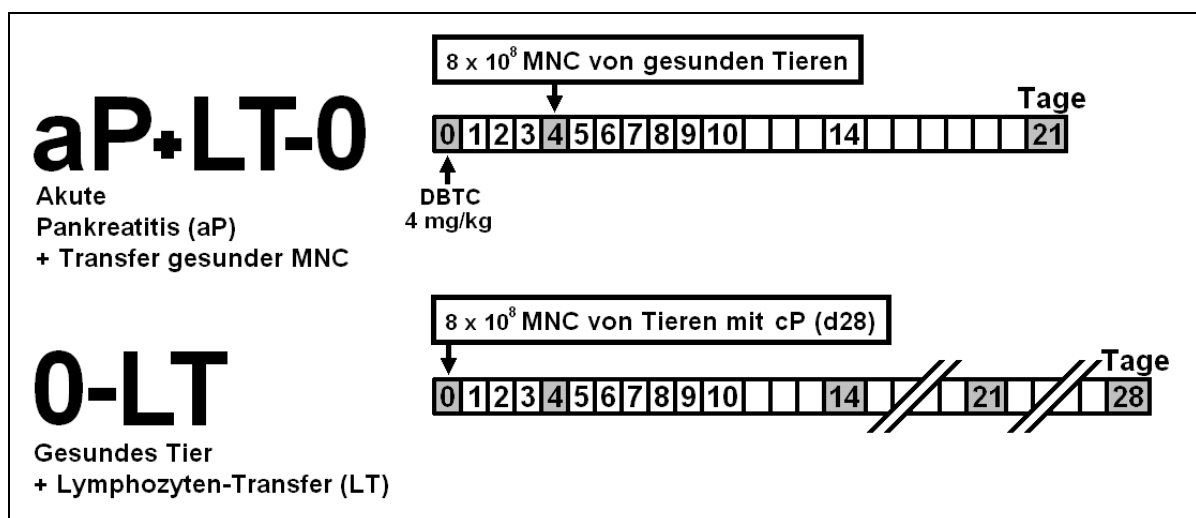 8 x 10⁸ MNC von gesunden Tieren
aP+LT-0
Tage
0 1 2 3 4 5 6 7 8 9 10 14 21
Akute
Pankreatitis (aP)
+ Transfer gesunder MNC
DBTC
4 mg/kg
8 x 10⁸ MNC von Tieren mit cP (d28)
0-LT
Tage
0 1 2 3 4 5 6 7 8 9 10 14 21 28
Gesundes Tier
+ Lymphozyten-Transfer (LT)